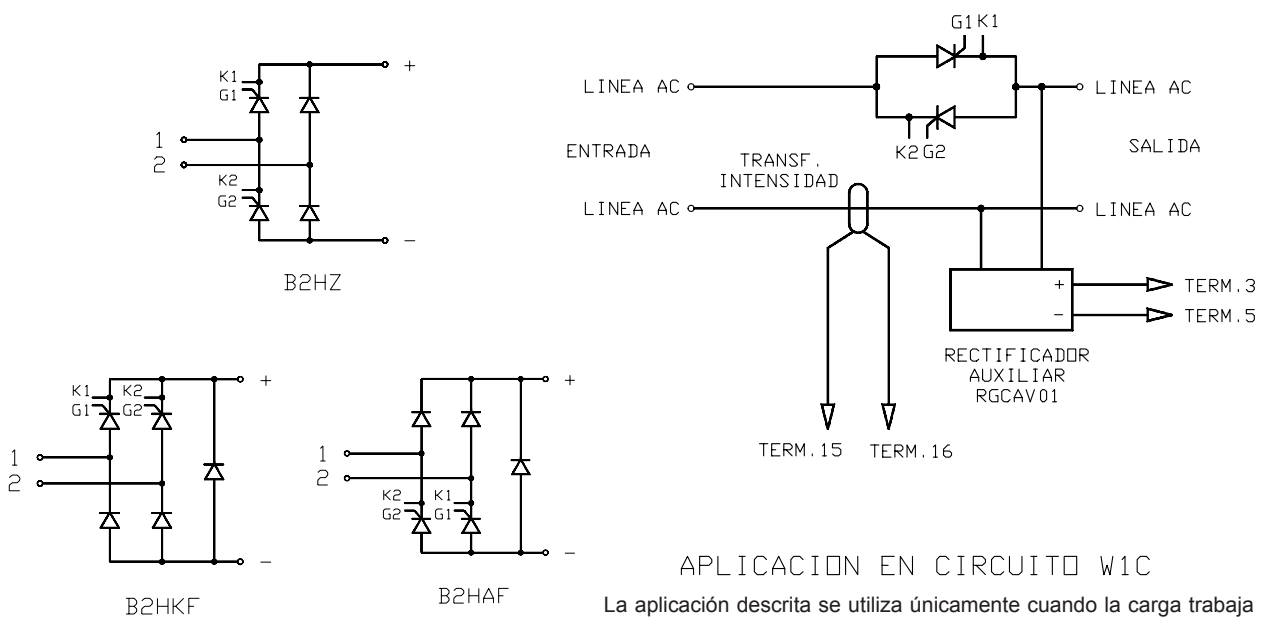 K1
G1
+
1
2
K2
G2
−
B2HZ
G1 K1
LINEA AC
LINEA AC
K2 G2
ENTRADA
SALIDA
TRANSF.
INTENSIDAD
LINEA AC
LINEA AC
+
TERM.3
−
TERM.5
RECTIFICADOR
AUXILIAR
RGCAV01
TERM.15
TERM.16
K1
K2
G1
G2
+
1
2
−
B2HKF
+
1
2
K2
K1
G2
G1
−
B2HAF
APLICACION EN CIRCUITO W1C
La aplicación descrita se utiliza únicamente cuando la carga trabaja